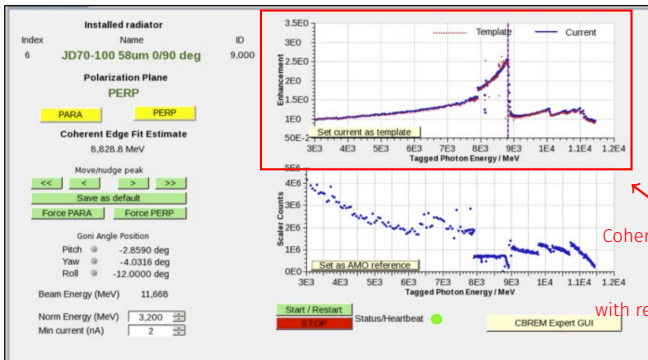 Installed radiator
Index Name ID
6 JD70-100 58um 0/90 deg 9,000
Polarization Plane
PERP
PARA PERP
Coherent Edge Fit Estimate
8,828.8 MeV
Move/nudge peak
<< < > >>
Save as default
Force PARA Force PERP
Goni Angle Position
Pitch -2.8590 deg
Yaw -4.0316 deg
Roll -12.0000 deg
Beam Energy (MeV) 11,668
Norm Energy (MeV) 3,200
Min current (nA) 2
3.5E0
3E0
2.5E0
2E0
1.5E0
1E0
50E-2
Enhancement
Template Current
Set current as template
3E3 4E3 5E3 6E3 7E3 8E3 9E3 1E4 1.1E4 1.2E4
Tagged Photon Energy / MeV
5E6
4E6
3E6
2E6
1E6
0E0
Scaler Counts
Set as AMO reference
3E3 4E3 5E3 6E3 7E3 8E3 9E3 1E4 1.1E4 1.2E4
Tagged Photon Energy / MeV
Start / Restart
STOP
Status/Heartbeat
CBREM Expert GUI
Coher
with re